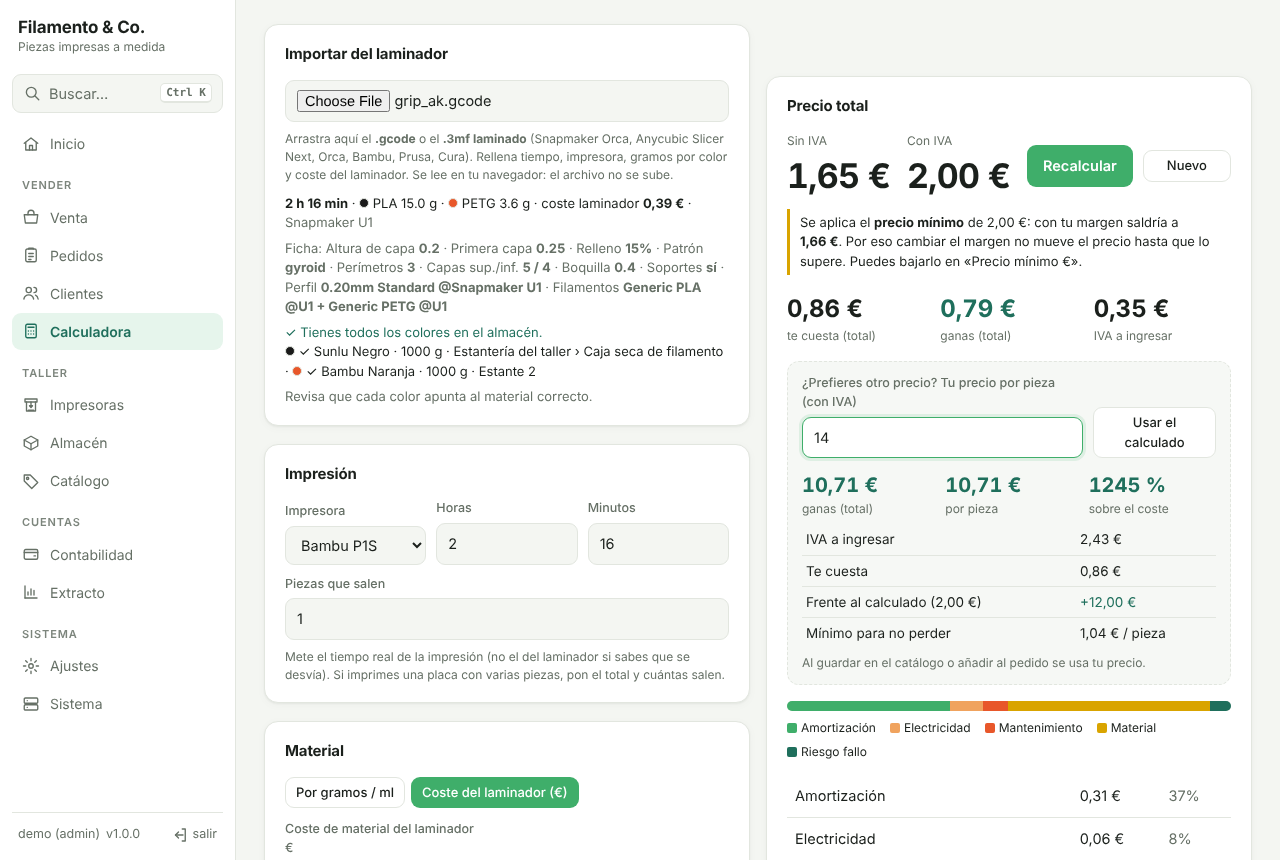 Filamento & Co.
Piezas impresas a medida
Buscar...
Ctrl K
Inicio
VENDER
Venta
Pedidos
Clientes
Calculadora
TALLER
Impresoras
Almacén
Catálogo
CUENTAS
Contabilidad
Extracto
SISTEMA
Ajustes
Sistema
demo (admin) v1.0.0
salir
Importar del laminador
Choose File grip_ak.gcode
Arrastra aquí el .gcode o el .3mf laminado (Snapmaker Orca, Anycubic Slicer
Next, Orca, Bambu, Prusa, Cura). Rellena tiempo, impresora, gramos por color
y coste del laminador. Se lee en tu navegador: el archivo no se sube.
2 h 16 min · ● PLA 15.0 g · ● PETG 3.6 g · coste laminador 0,39 € ·
Snapmaker U1
Ficha: Altura de capa 0.2 · Primera capa 0.25 · Relleno 15% · Patrón
gyroid · Perímetros 3 · Capas sup./inf. 5 / 4 · Boquilla 0.4 · Soportes sí ·
Perfil 0.20mm Standard @Snapmaker U1 · Filamentos Generic PLA
@U1 + Generic PETG @U1
✓ Tienes todos los colores en el almacén.
● ✓ Sunlu Negro · 1000 g · Estantería del taller › Caja seca de filamento
· ● ✓ Bambu Naranja · 1000 g · Estante 2
Revisa que cada color apunta al material correcto.
Impresión
Impresora
Horas
Minutos
Bambu P1S
2
16
Piezas que salen
1
Mete el tiempo real de la impresión (no el del laminador si sabes que se
desvía). Si imprimes una placa con varias piezas, pon el total y cuántas salen.
Material
Por gramos / ml
Coste del laminador (€)
Coste de material del laminador
€
Precio total
Sin IVA
Con IVA
1,65 €
2,00 €
Recalcular
Nuevo
Se aplica el precio mínimo de 2,00 €: con tu margen saldría a
1,66 €. Por eso cambiar el margen no mueve el precio hasta que lo
supere. Puedes bajarlo en «Precio mínimo €».
0,86 €
0,79 €
0,35 €
te cuesta (total)
ganas (total)
IVA a ingresar
¿Prefieres otro precio? Tu precio por pieza
(con IVA)
14
Usar el
calculado
10,71 €
10,71 €
1245 %
ganas (total)
por pieza
sobre el coste
IVA a ingresar 2,43 €
Te cuesta 0,86 €
Frente al calculado (2,00 €) +12,00 €
Mínimo para no perder 1,04 € / pieza
Al guardar en el catálogo o añadir al pedido se usa tu precio.
Amortización
Electricidad
Mantenimiento
Material
Riesgo fallo
Amortización 0,31 € 37%
Electricidad 0,06 € 8%